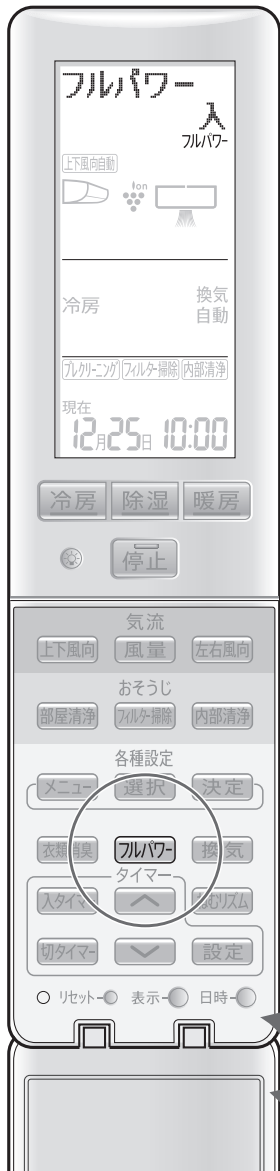 フルパワー
入
フルパワー
上下風向自動
ion
冷房
換気
自動
プレクリーニング フィルター掃除 内部清浄
現在
12月25日 10:00
冷房 除湿 暖房
停止
気流
上下風向 風量 左右風向
おそうじ
部屋清浄 フィルター掃除 内部清浄
各種設定
メニュー 選択 決定
衣類消臭 フルパワー 換気
タイマー
入タイマー ねむリズム
切タイマー 設定
リセット 表示 日時